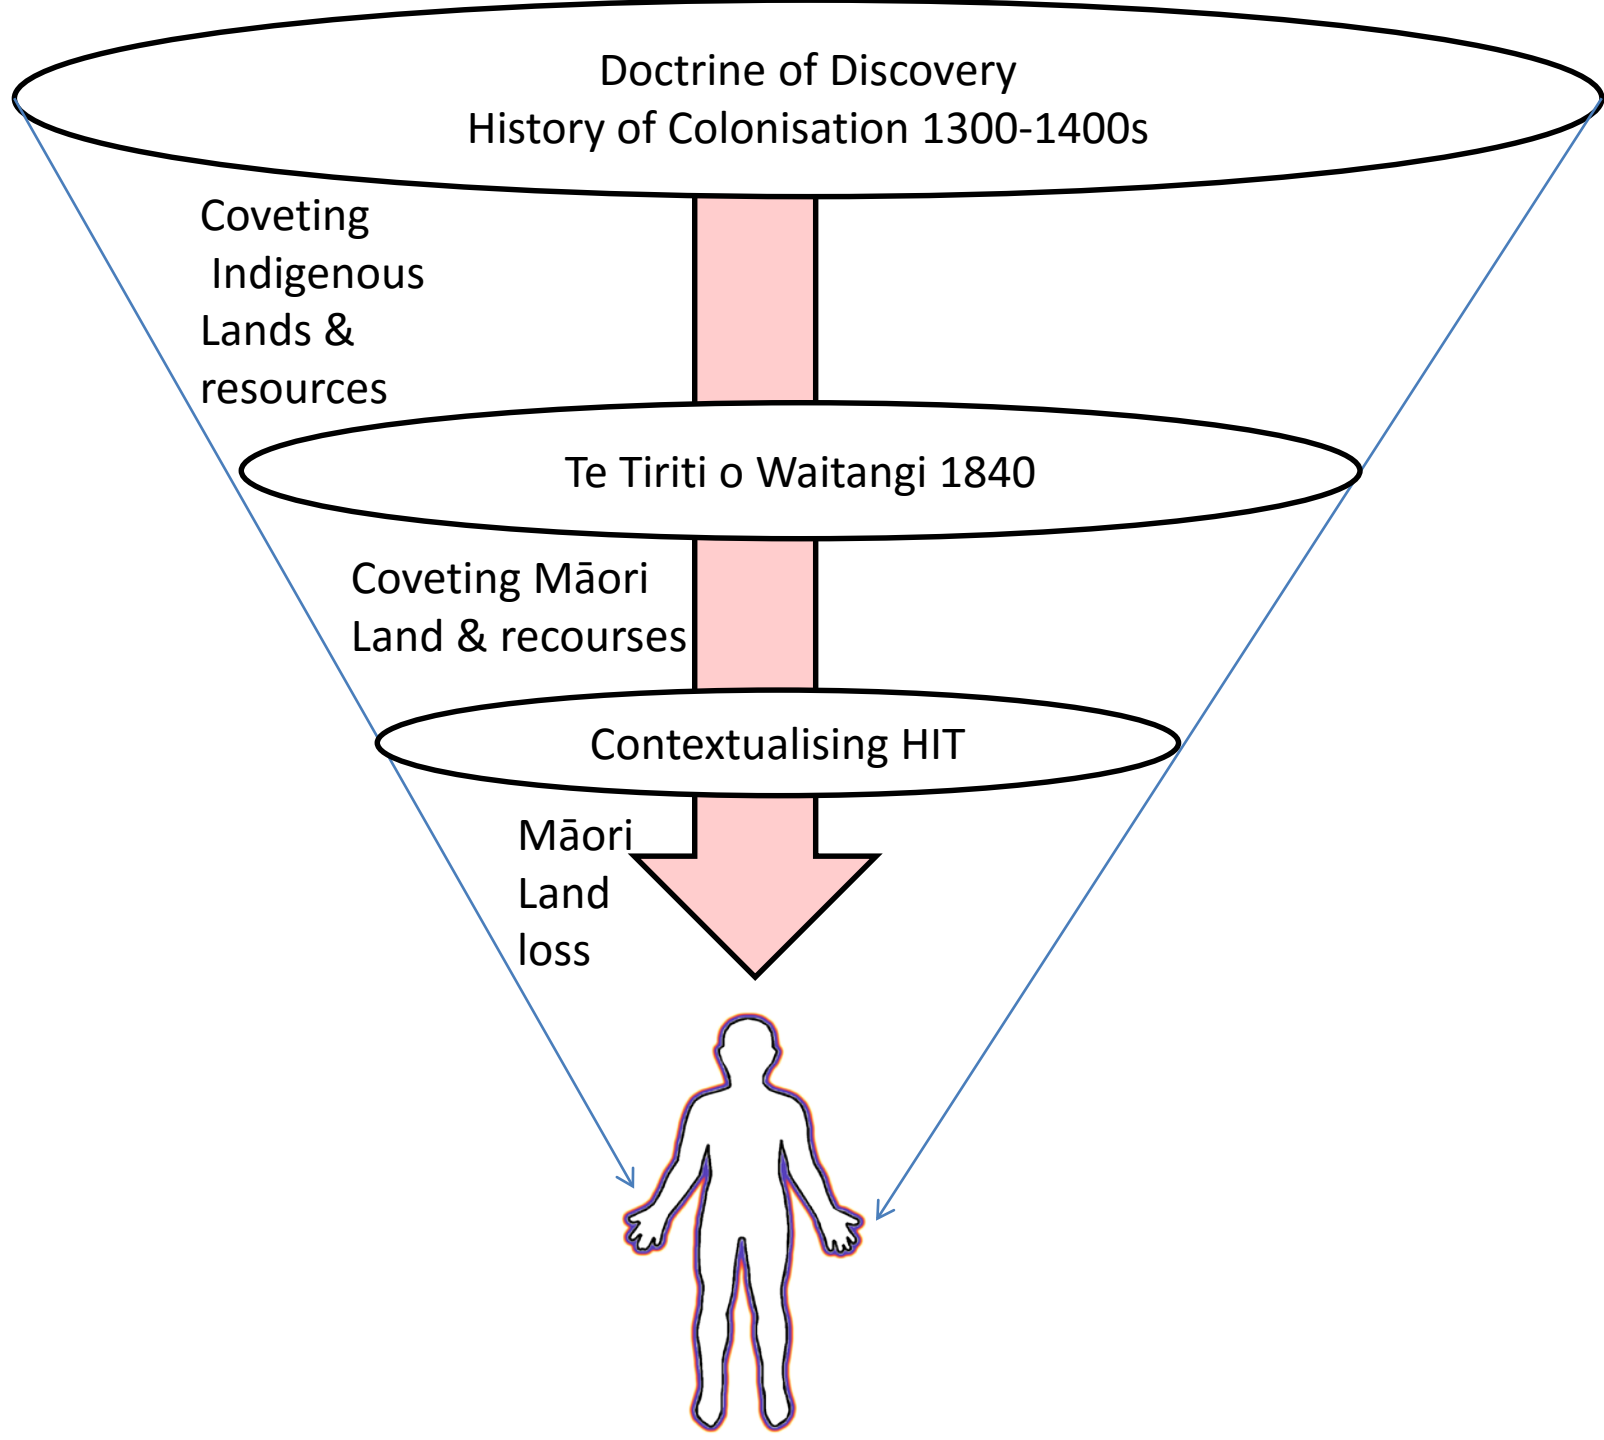 Doctrine of Discovery
History of Colonisation 1300-1400s
Coveting
Indigenous
Lands &
resources
Te Tiriti o Waitangi 1840
Coveting Māori
Land & recourses
Contextualising HIT
Māori
Land
loss